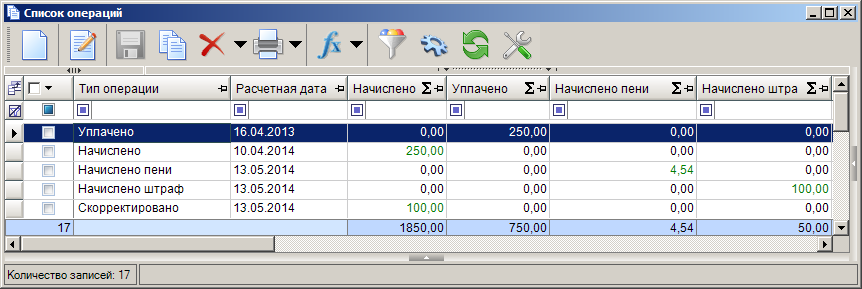 Список операций
fx
Тип операции Расчетная дата Начислено Σ Уплачено Σ Начислено пени Σ Начислено штра Σ
Уплачено 16.04.2013 0,00 250,00 0,00 0,00
Начислено 10.04.2014 250,00 0,00 0,00 0,00
Начислено пени 13.05.2014 0,00 0,00 4,54 0,00
Начислено штраф 13.05.2014 0,00 0,00 0,00 100,00
Скорректировано 13.05.2014 100,00 0,00 0,00 0,00
17 1850,00 750,00 4,54 50,00
Количество записей: 17